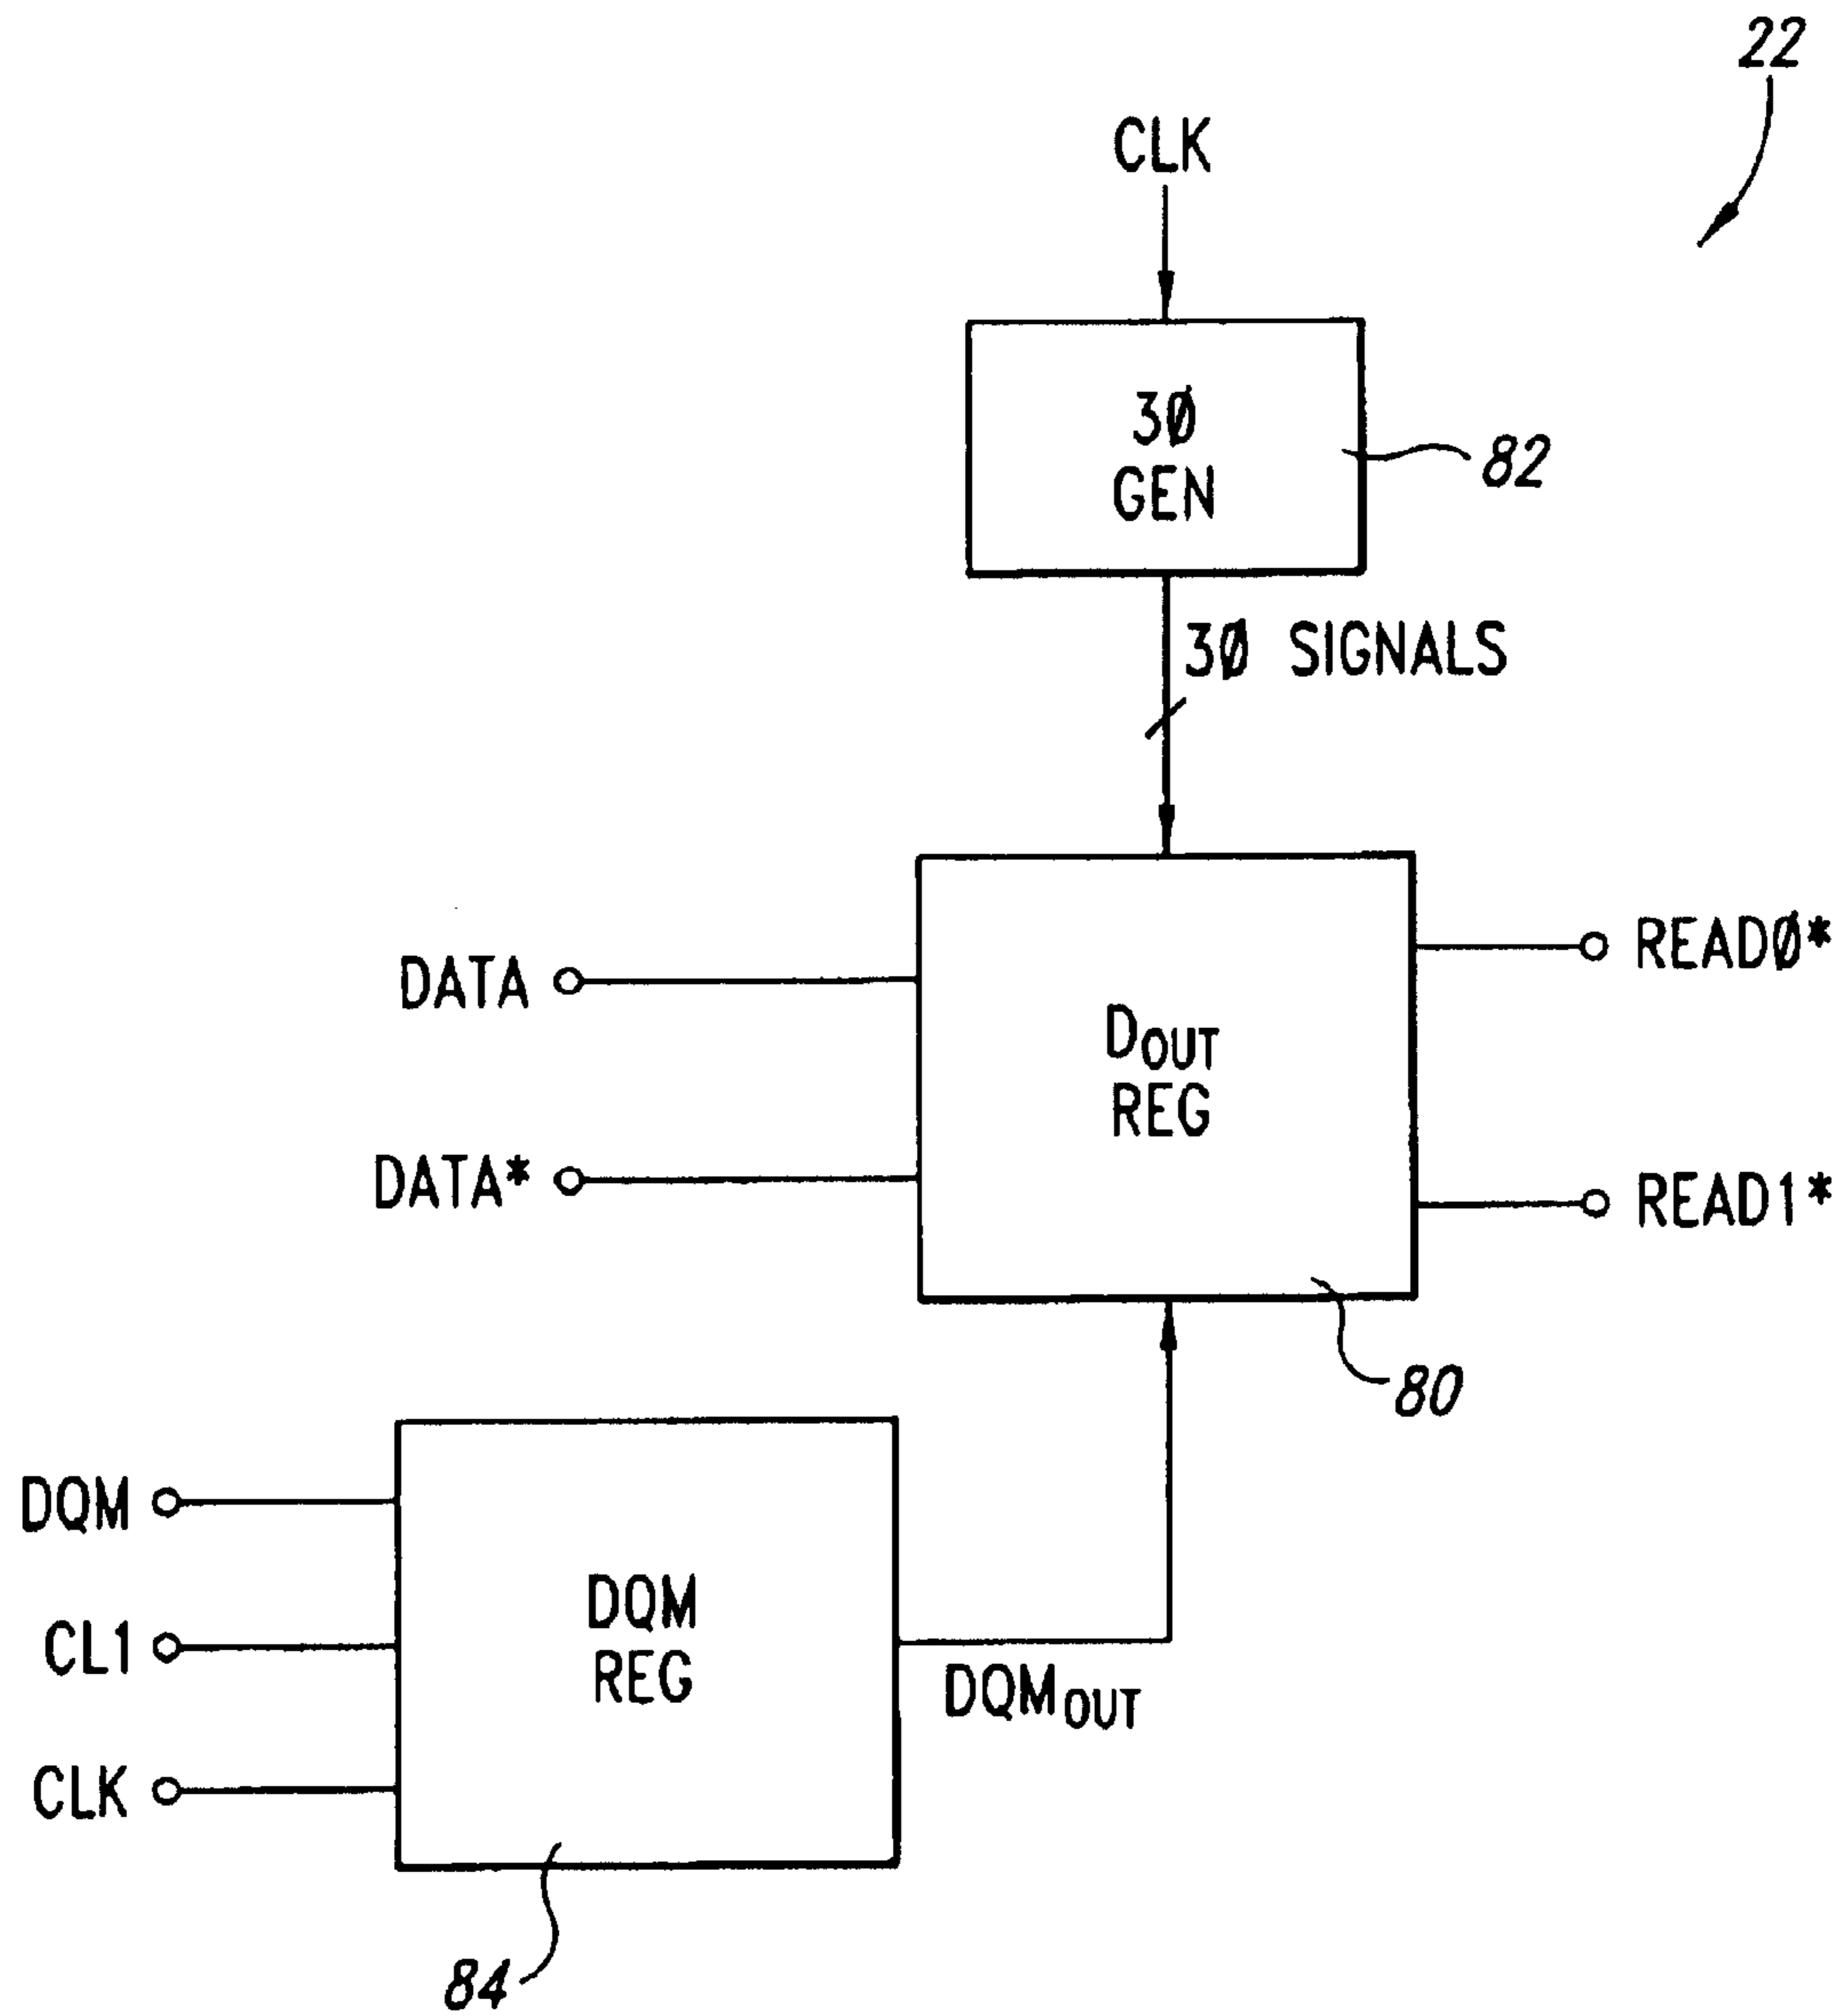 22
CLK
3Ø
GEN
82
3Ø SIGNALS
DATA
DATA*
DOUT
REG
READØ*
READ1*
80
DQM
CL1
CLK
DQM
REG
DQMOUT
84